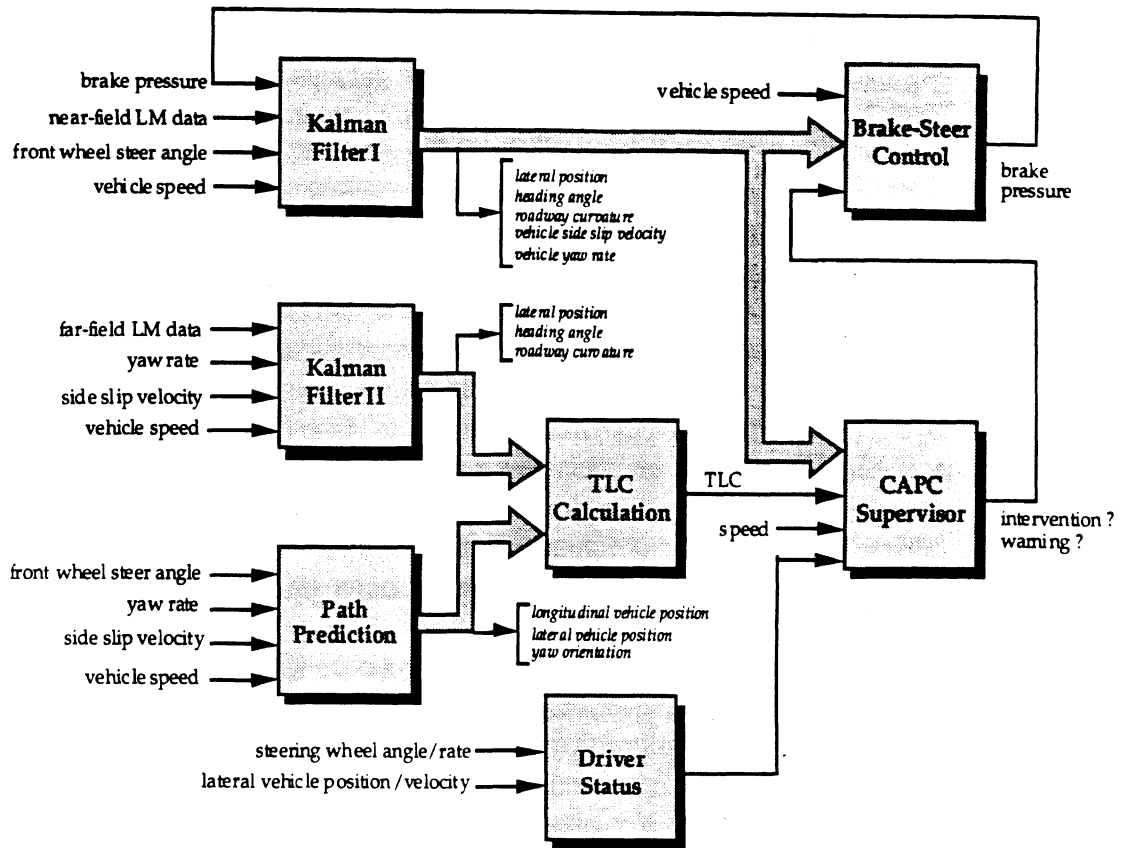 brake pressure
near-field LM data
front wheel steer angle
vehicle speed
Kalman
Filter I
lateral position
heading angle
roadway curvature
vehicle side slip velocity
vehicle yaw rate
vehicle speed
Brake-Steer
Control
brake
pressure
far-field LM data
yaw rate
side slip velocity
vehicle speed
Kalman
Filter II
lateral position
heading angle
roadway curvature
TLC
Calculation
TLC
speed
CAPC
Supervisor
intervention ?
warning ?
front wheel steer angle
yaw rate
side slip velocity
vehicle speed
Path
Prediction
longitudinal vehicle position
lateral vehicle position
yaw orientation
steering wheel angle/rate
lateral vehicle position/velocity
Driver
Status